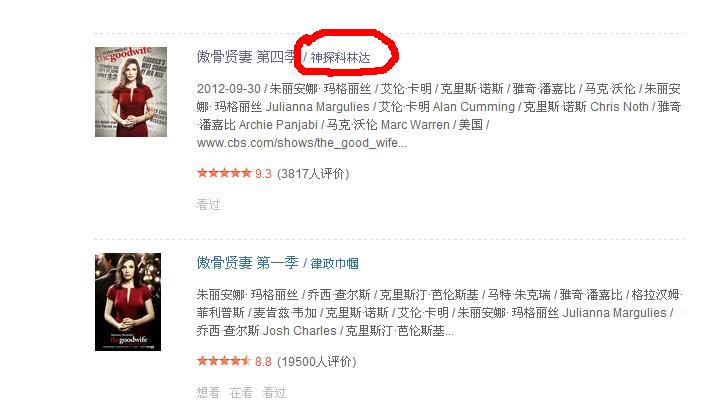 傲骨贤妻 第四季 / 神探科林达
2012-09-30 / 朱丽安娜· 玛格丽丝 / 艾伦·卡明 / 克里斯·诺斯 / 雅奇·潘嘉比 / 马克·沃伦 / 朱丽安
娜· 玛格丽丝 Julianna Margulies / 艾伦·卡明 Alan Cumming / 克里斯·诺斯 Chris Noth / 雅奇
·潘嘉比 Archie Panjabi / 马克·沃伦 Marc Warren / 美国 /
www.cbs.com/shows/the_good_wife...
9.3 (3817人评价)
看过
thegoodwife
傲骨贤妻 第一季 / 律政巾帼
朱丽安娜· 玛格丽丝 / 乔西·查尔斯 / 克里斯汀·芭伦斯基 / 马特·朱克瑞 / 雅奇·潘嘉比 / 格拉汉姆·
菲利普斯 / 麦肯兹·韦加 / 克里斯·诺斯 / 艾伦·卡明 / 朱丽安娜· 玛格丽丝 Julianna Margulies /
乔西·查尔斯 Josh Charles / 克里斯汀·芭伦斯基...
8.8 (19500人评价)
想看 在看 看过
thegoodwife